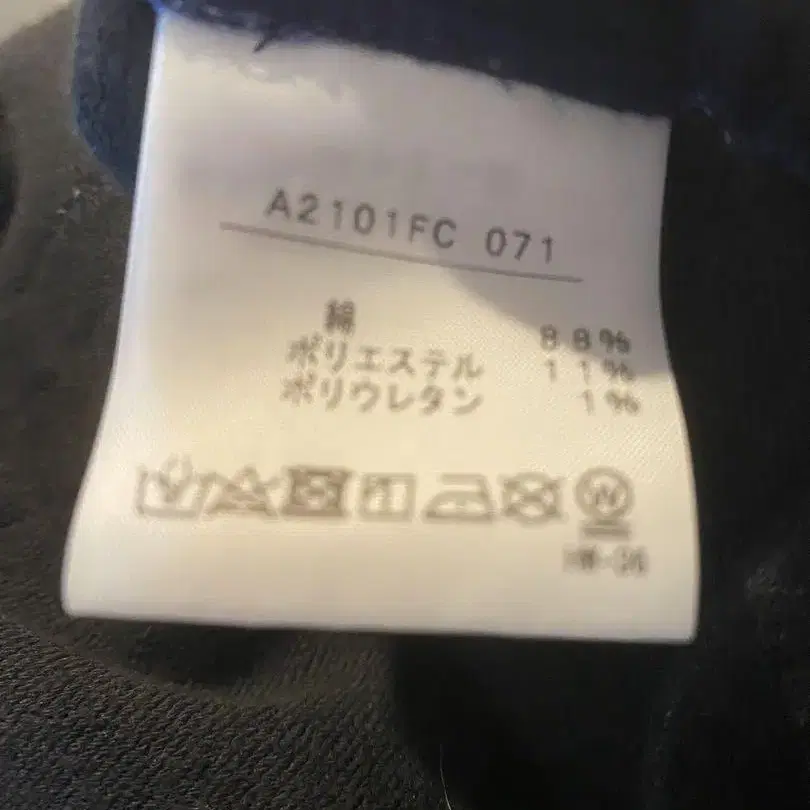 A2101FC 071
綿 88%
ポリエステル 11%
ポリウレタン 1%
W